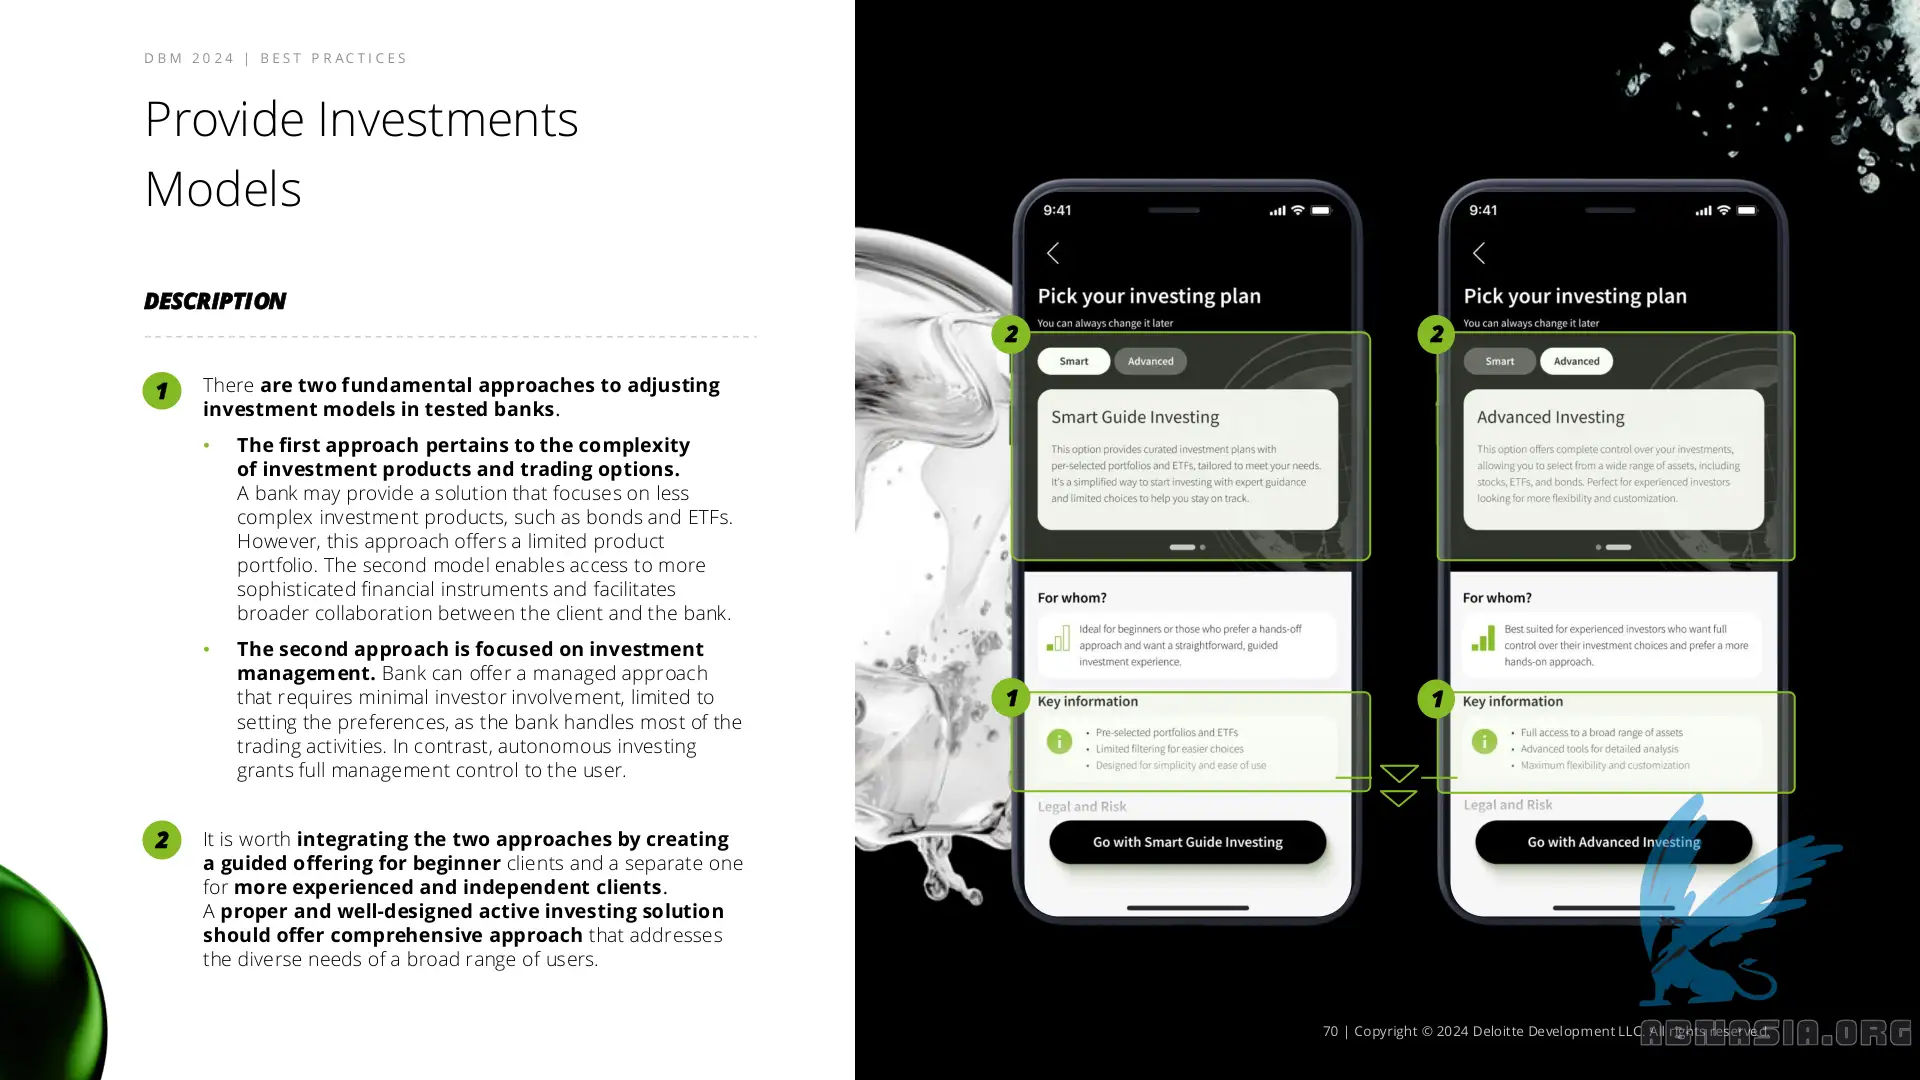 DBM 2024 | BEST PRACTICES
Provide Investments
Models
DESCRIPTION
1
There are two fundamental approaches to adjusting
investment models in tested banks.
• The first approach pertains to the complexity
of investment products and trading options.
A bank may provide a solution that focuses on less
complex investment products, such as bonds and ETFs.
However, this approach offers a limited product
portfolio. The second model enables access to more
sophisticated financial instruments and facilitates
broader collaboration between the client and the bank.
• The second approach is focused on investment
management. Bank can offer a managed approach
that requires minimal investor involvement, limited to
setting the preferences, as the bank handles most of the
trading activities. In contrast, autonomous investing
grants full management control to the user.
2
It is worth integrating the two approaches by creating
a guided offering for beginner clients and a separate one
for more experienced and independent clients.
A proper and well-designed active investing solution
should offer comprehensive approach that addresses
the diverse needs of a broad range of users.
9:41
Pick your investing plan
You can always change it later
2
Smart Advanced
Smart Guide Investing
This option provides curated investment plans with
per-selected portfolios and ETFs, tailored to meet your needs.
It's a simplified way to start investing with expert guidance
and limited choices to help you stay on track.
For whom?
Ideal for beginners or those who prefer a hands-off
approach and want a straightforward, guided
investment experience.
1
Key information
• Pre-selected portfolios and ETFs
• Limited filtering for easier choices
• Designed for simplicity and ease of use
Legal and Risk
Go with Smart Guide Investing
9:41
Pick your investing plan
You can always change it later
2
Smart Advanced
Advanced Investing
This option offers complete control over your investments,
allowing you to select from a wide range of assets, including
stocks, ETFs, and bonds. Perfect for experienced investors
looking for more flexibility and customization.
For whom?
Best suited for experienced investors who want full
control over their investment choices and prefer a more
hands-on approach.
1
Key information
• Full access to a broad range of assets
• Advanced tools for detailed analysis
• Maximum flexibility and customization
Legal and Risk
Go with Advanced Investing
70 | Copyright © 2024 Deloitte Development LLC. All rights reserved.
ABIVASIA.ORG